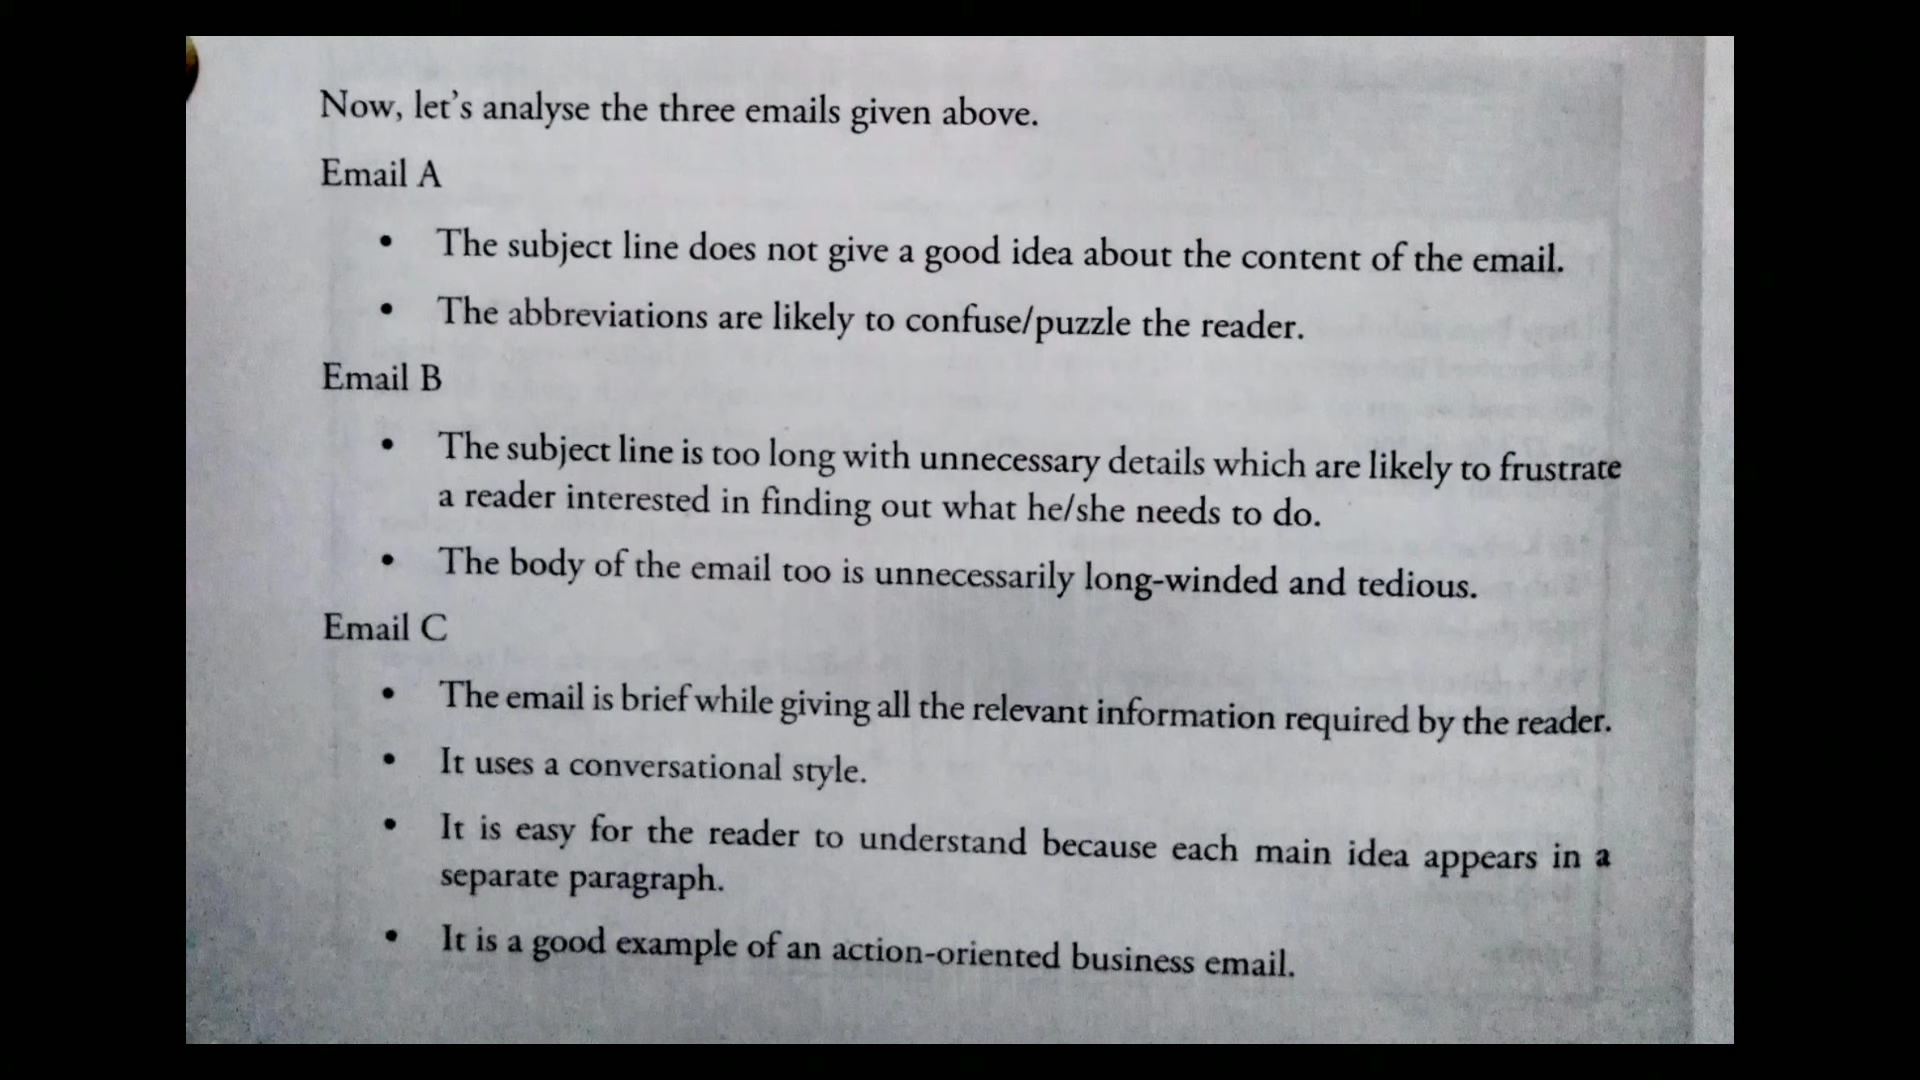 Now, let's analyse the three emails given above.
Email A
• The subject line does not give a good idea about the content of the email.
• The abbreviations are likely to confuse/puzzle the reader.
Email B
• The subject line is too long with unnecessary details which are likely to frustrate
a reader interested in finding out what he/she needs to do.
• The body of the email too is unnecessarily long-winded and tedious.
Email C
• The email is brief while giving all the relevant information required by the reader.
• It uses a conversational style.
• It is easy for the reader to understand because each main idea appears in a
separate paragraph.
• It is a good example of an action-oriented business email.